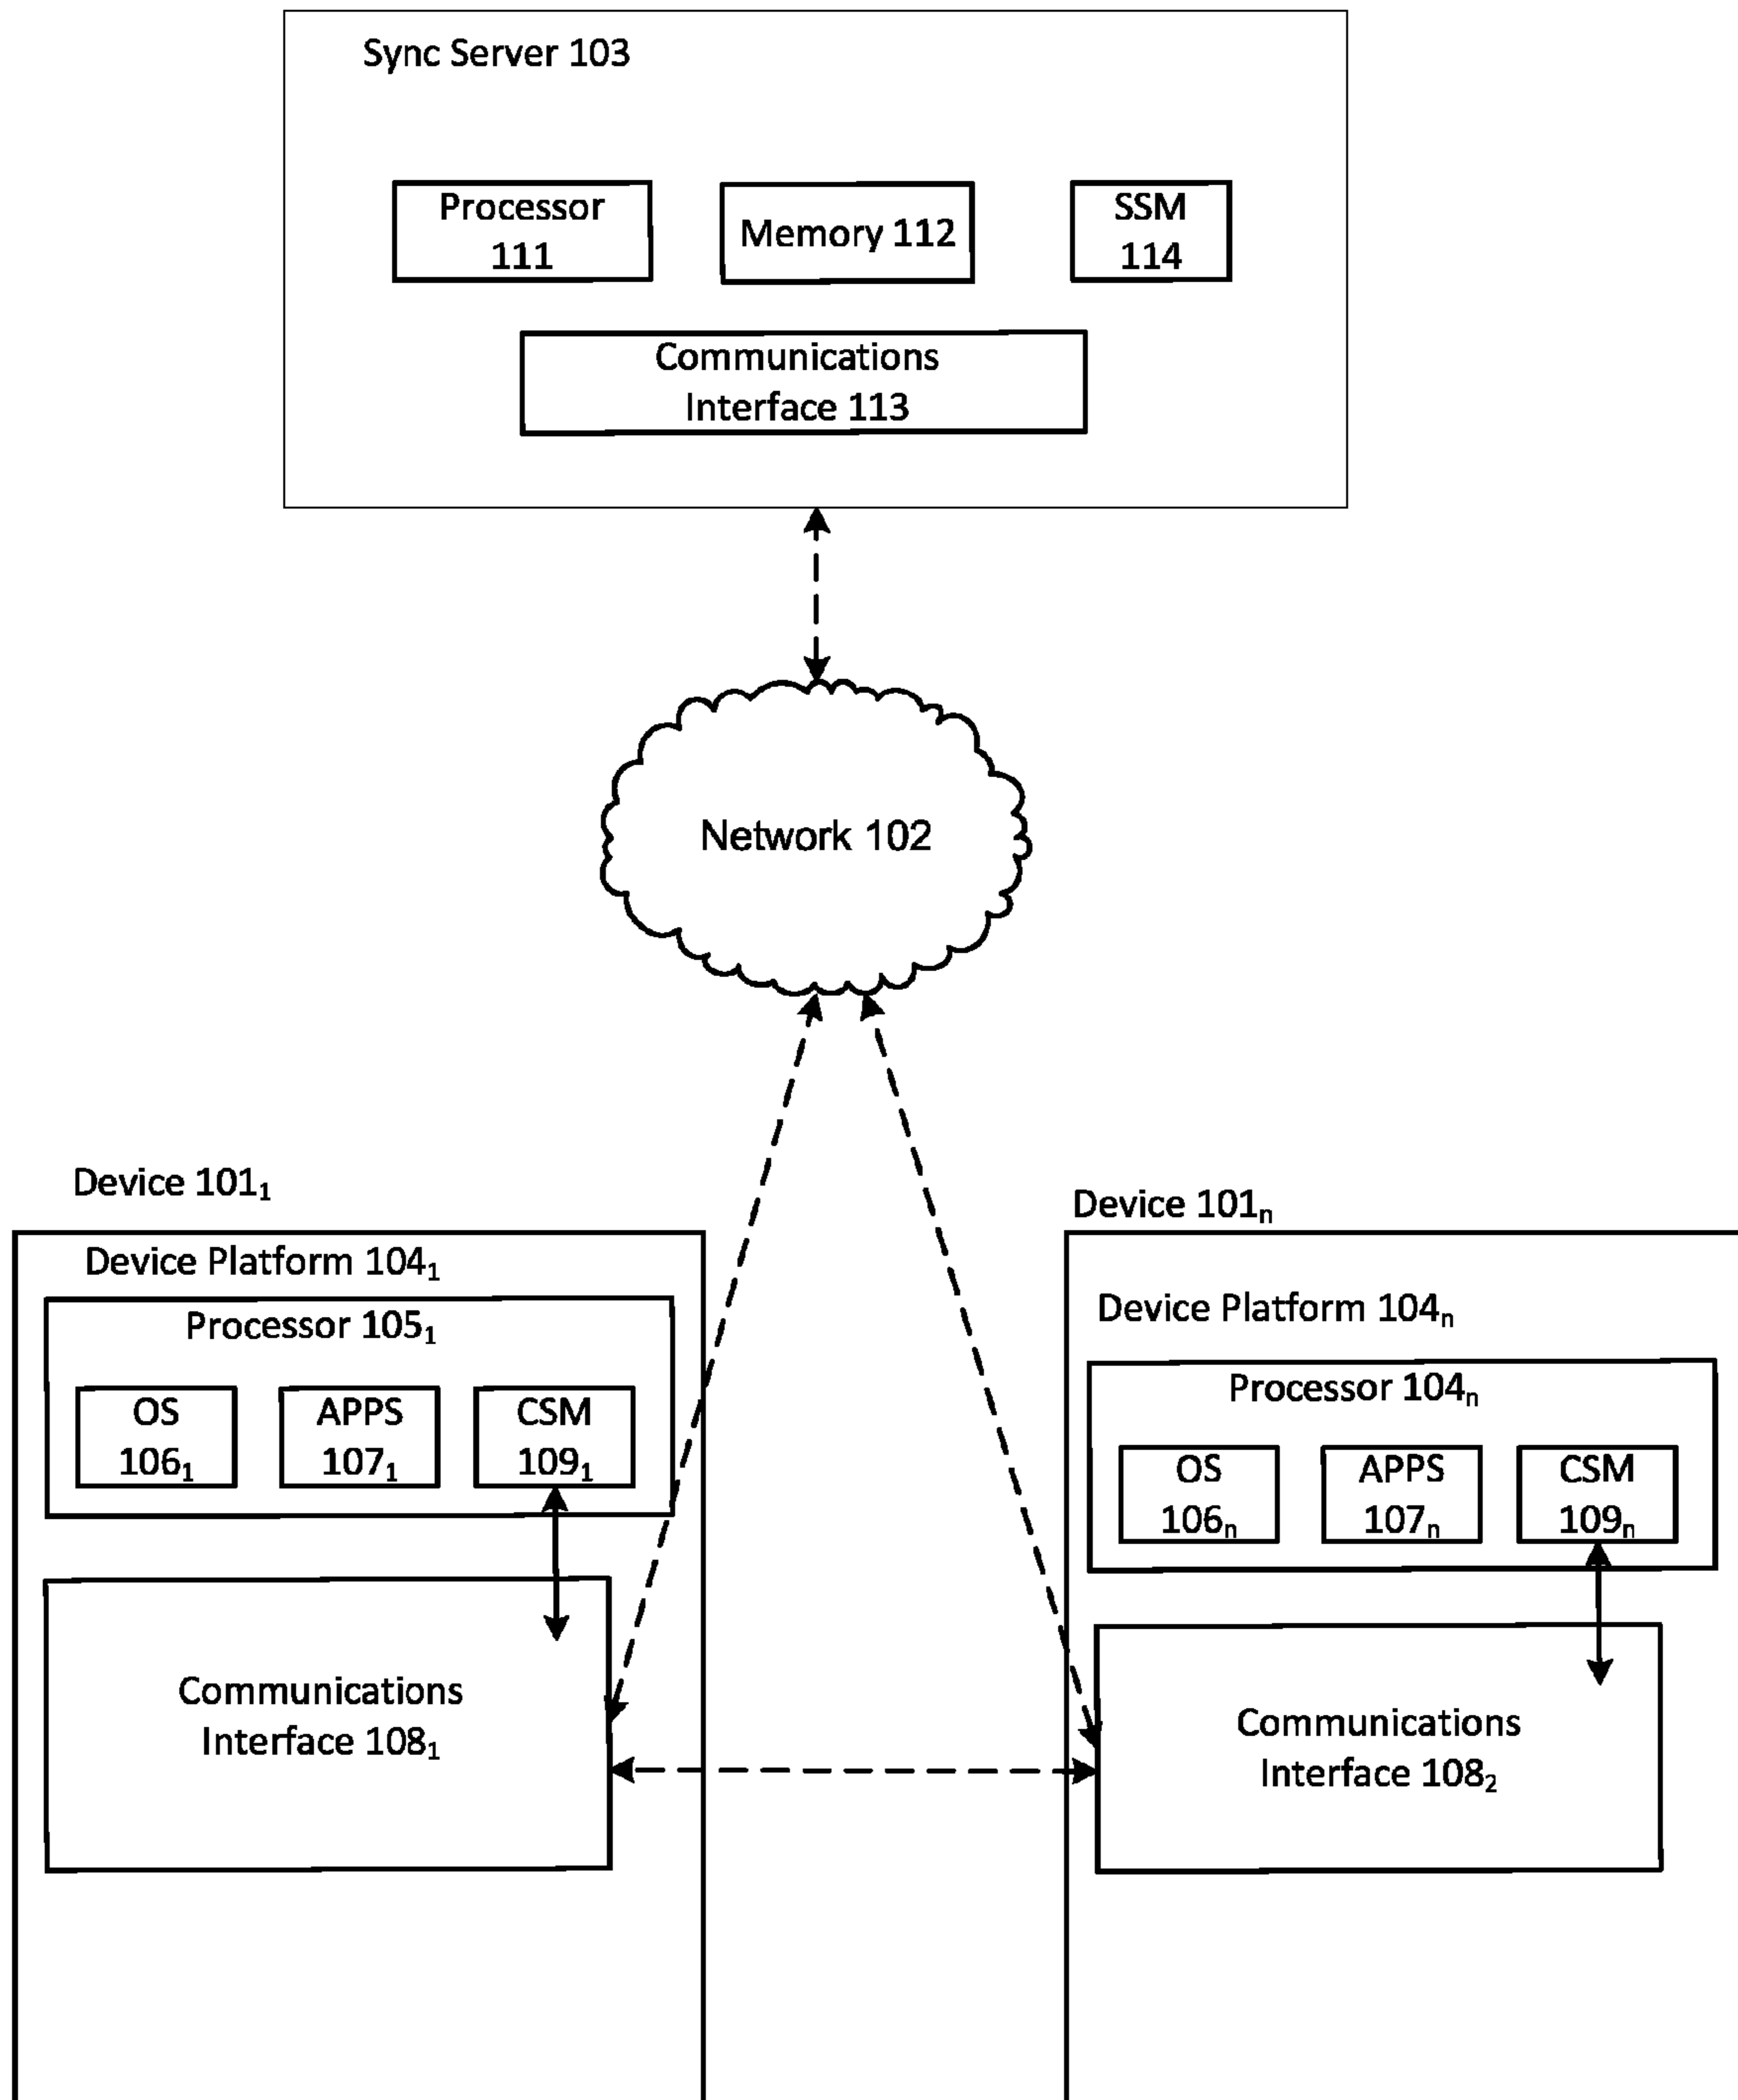 Sync Server 103
Processor
111
Memory 112
SSM
114
Communications
Interface 113
Network 102
Device 101₁
Device Platform 104₁
Processor 105₁
OS
106₁
APPS
107₁
CSM
109₁
Communications
Interface 108₁
Device 101ₙ
Device Platform 104ₙ
Processor 104ₙ
OS
106ₙ
APPS
107ₙ
CSM
109ₙ
Communications
Interface 108₂